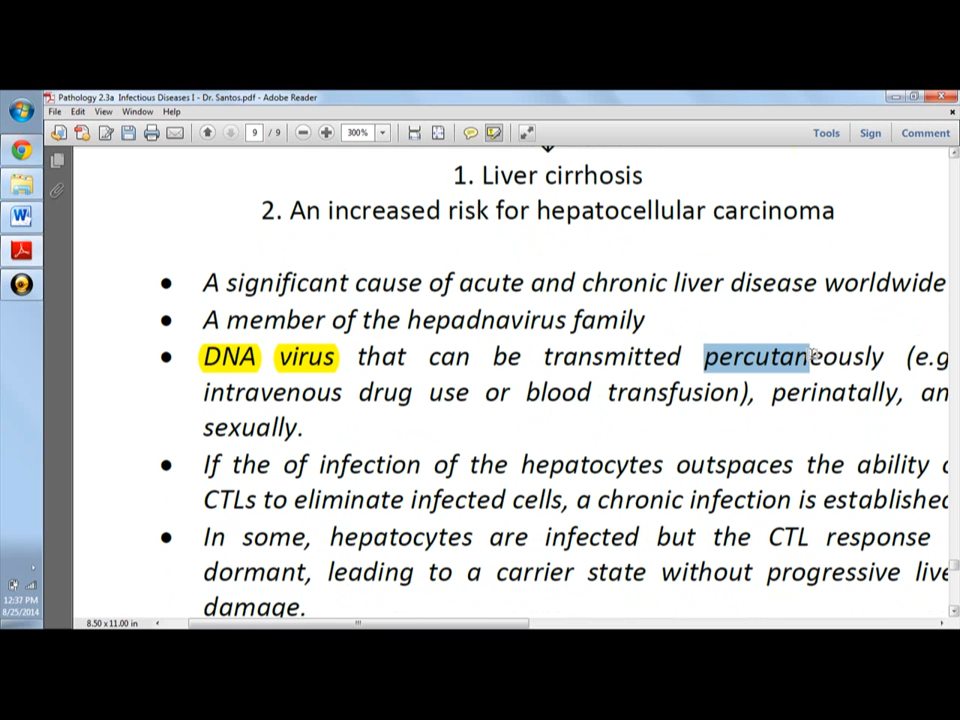 Pathology 2.3a Infectious Diseases I - Dr. Santos.pdf - Adobe Reader
File Edit View Window Help
9 / 9 300% Tools Sign Comment
1. Liver cirrhosis
2. An increased risk for hepatocellular carcinoma
• A significant cause of acute and chronic liver disease worldwide
• A member of the hepadnavirus family
• DNA virus that can be transmitted percutaneously (e.g
intravenous drug use or blood transfusion), perinatally, an
sexually.
• If the of infection of the hepatocytes outspaces the ability
CTLs to eliminate infected cells, a chronic infection is established
• In some, hepatocytes are infected but the CTL response
dormant, leading to a carrier state without progressive live
damage.
12:37 PM
8/25/2014
8.50 x 11.00 in